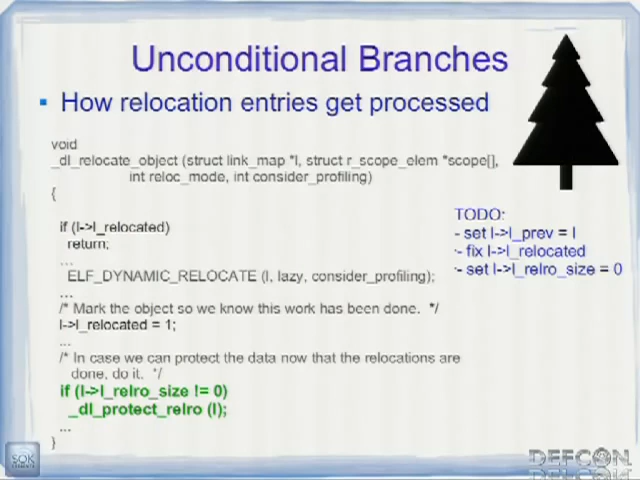 Unconditional Branches
▪ How relocation entries get processed
void
_dl_relocate_object (struct link_map *l, struct r_scope_elem *scope[],
int reloc_mode, int consider_profiling)
{
if (l->l_relocated)
return;
...
ELF_DYNAMIC_RELOCATE (l, lazy, consider_profiling);
...
/* Mark the object so we know this work has been done. */
l->l_relocated = 1;
...
/* In case we can protect the data now that the relocations are
done, do it. */
if (l->l_relro_size != 0)
_dl_protect_relro (l);
...
}
TODO:
- set l->l_prev = l
- fix l->l_relocated
- set l->l_relro_size = 0
SOK
DEFCON